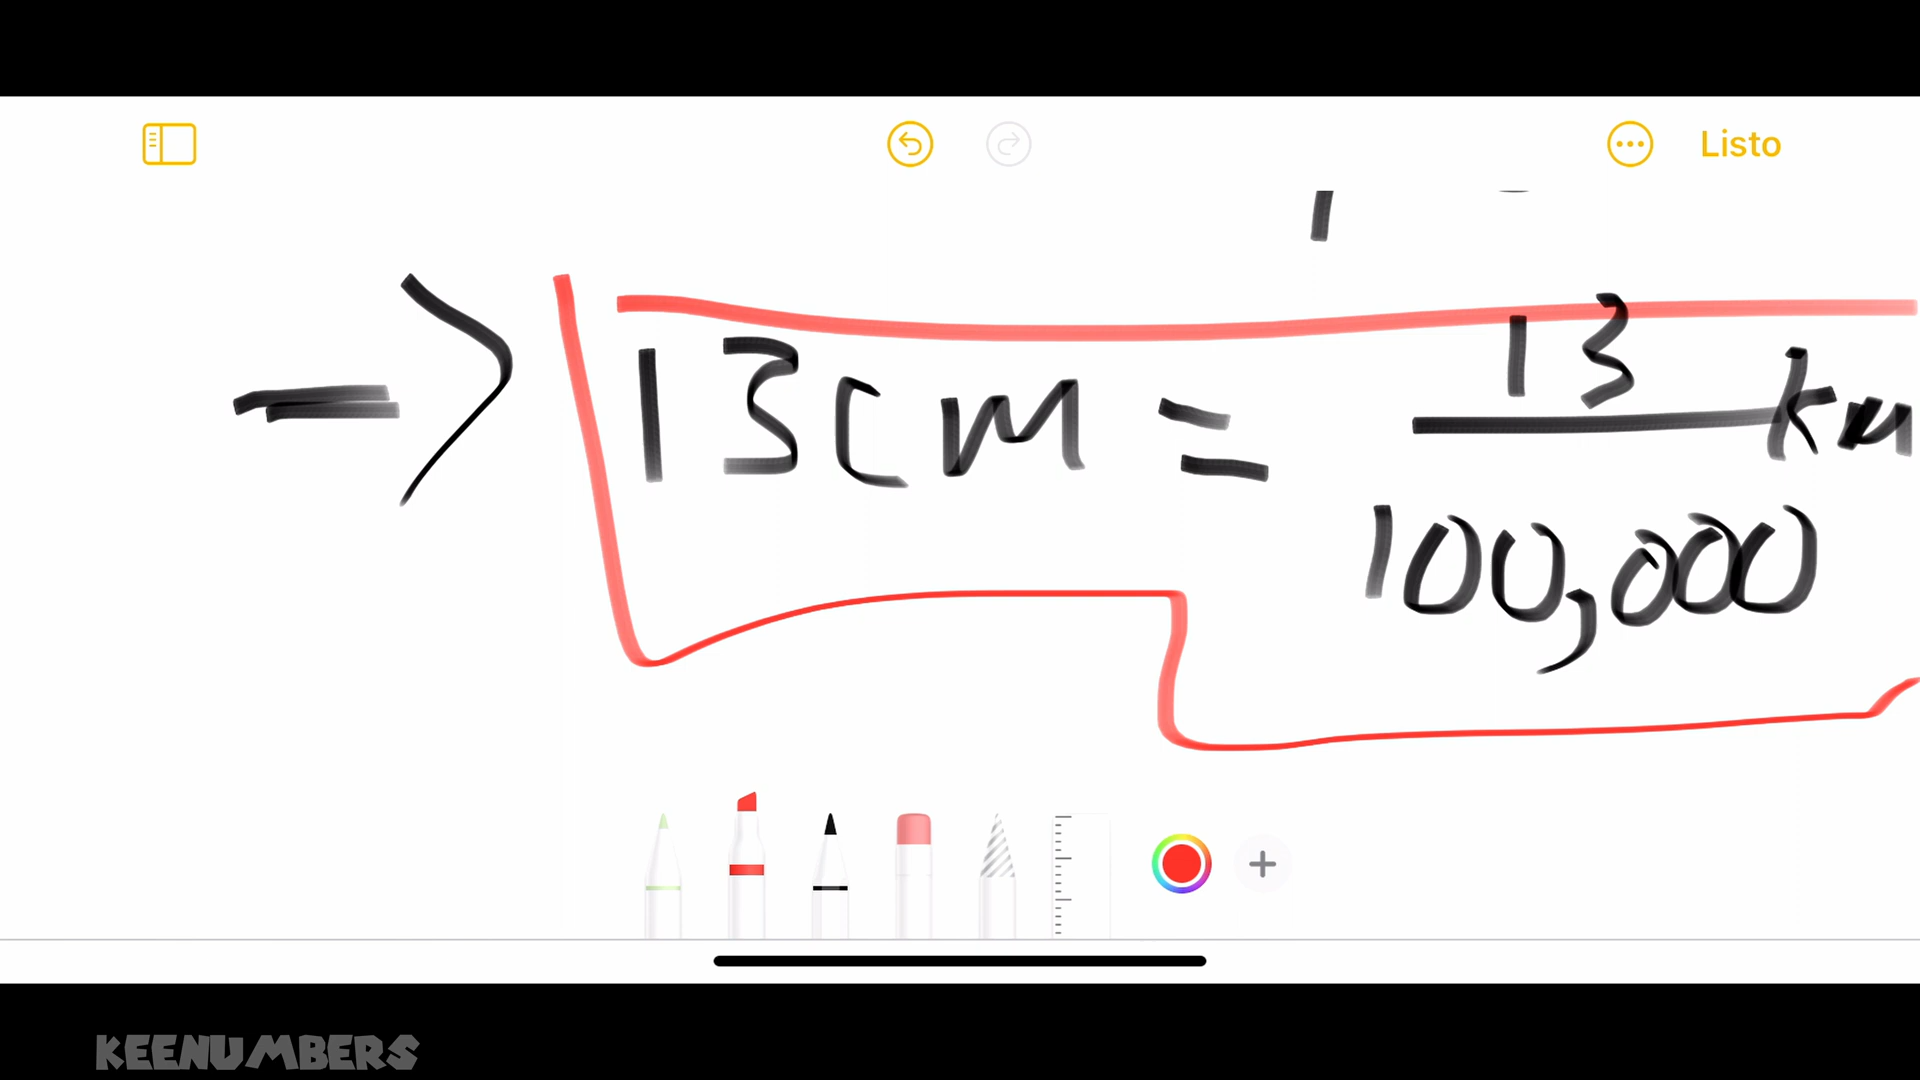 Listo
→ 13cm = 13/100,000 km
KEENUMBERS